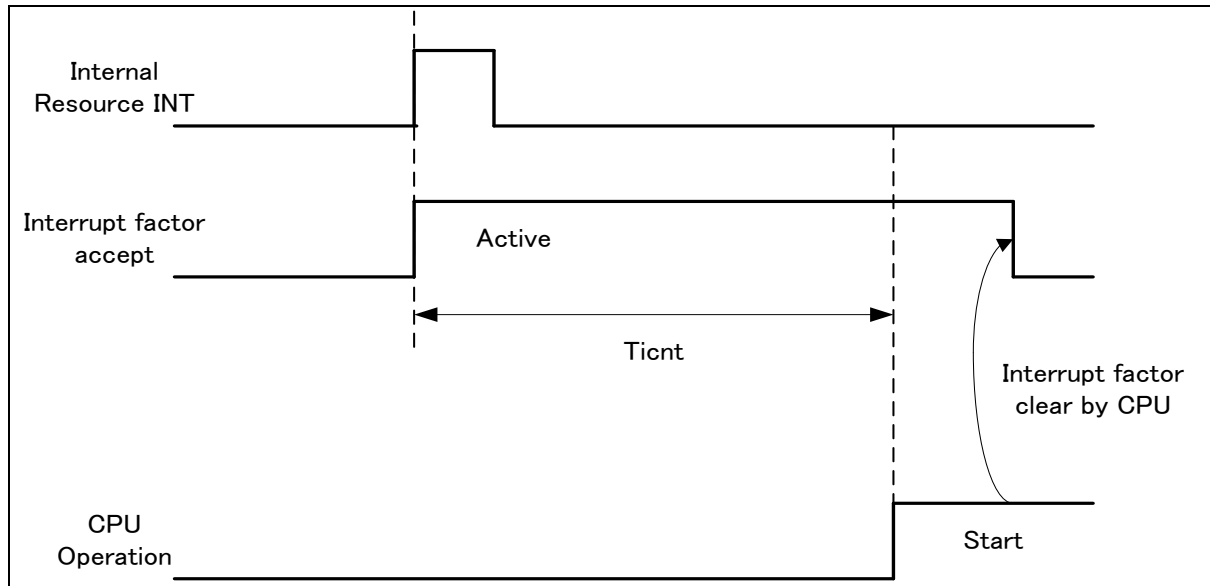 Internal
Resource INT
Interrupt factor
accept
Active
Ticnt
Interrupt factor
clear by CPU
CPU
Operation
Start